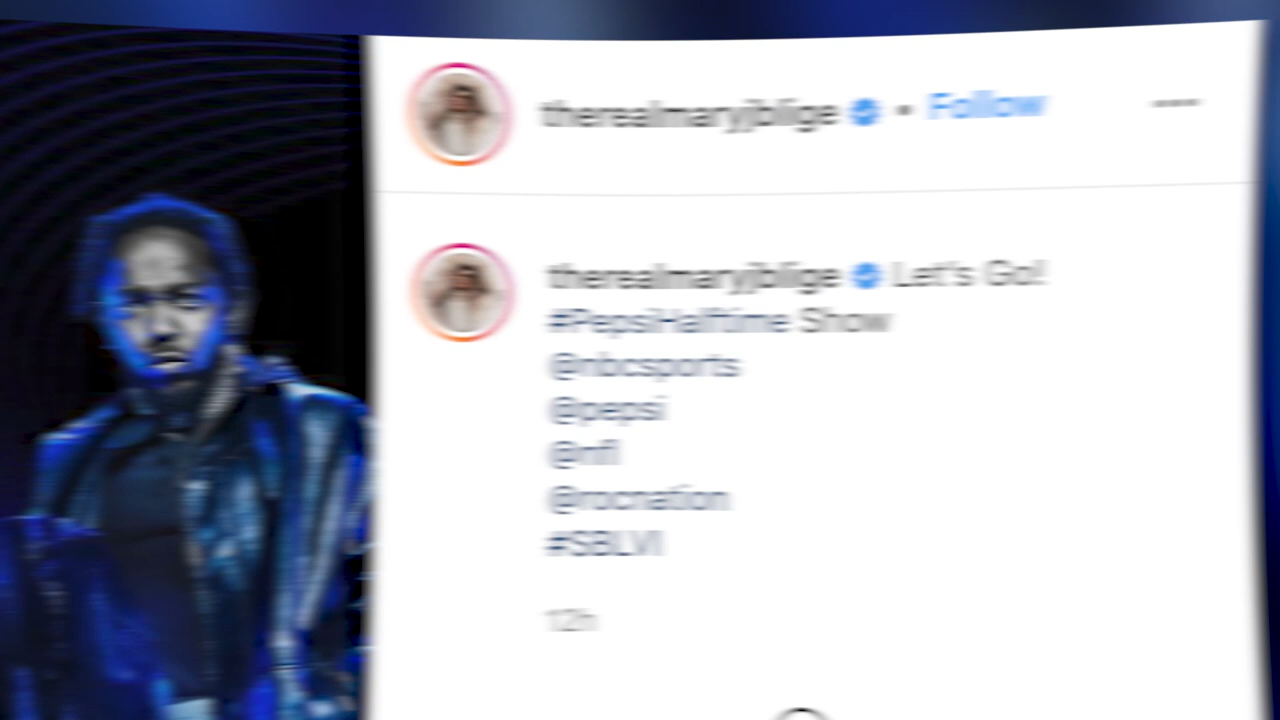 therealmaryjblige • Follow
therealmaryjblige Let's Go!
#PepsiHalftime Show
@nbcsports
@pepsi
@nfl
@rocnation
#SBLVI
12h